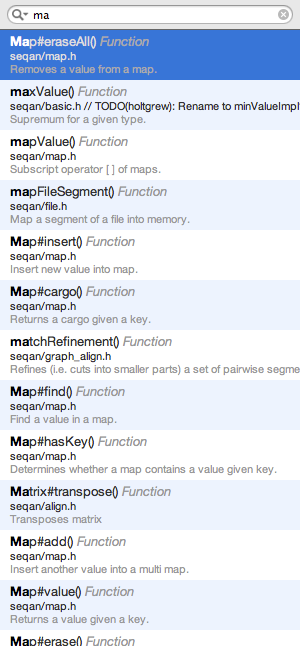 ma
Map#eraseAll() Function
seqan/map.h
Removes a value from a map.
maxValue() Function
seqan/basic.h // TODO(holtgrew): Rename to minValueImpl
Supremum for a given type.
mapValue() Function
seqan/map.h
Subscript operator [ ] of maps.
mapFileSegment() Function
seqan/file.h
Map a segment of a file into memory.
Map#insert() Function
seqan/map.h
Insert new value into map.
Map#cargo() Function
seqan/map.h
Returns a cargo given a key.
matchRefinement() Function
seqan/graph_align.h
Refines (i.e. cuts into smaller parts) a set of pairwise segme
Map#find() Function
seqan/map.h
Find a value in a map.
Map#hasKey() Function
seqan/map.h
Determines whether a map contains a value given key.
Matrix#transpose() Function
seqan/align.h
Transposes matrix
Map#add() Function
seqan/map.h
Insert another value into a multi map.
Map#value() Function
seqan/map.h
Returns a value given a key.
Map#erase() Function